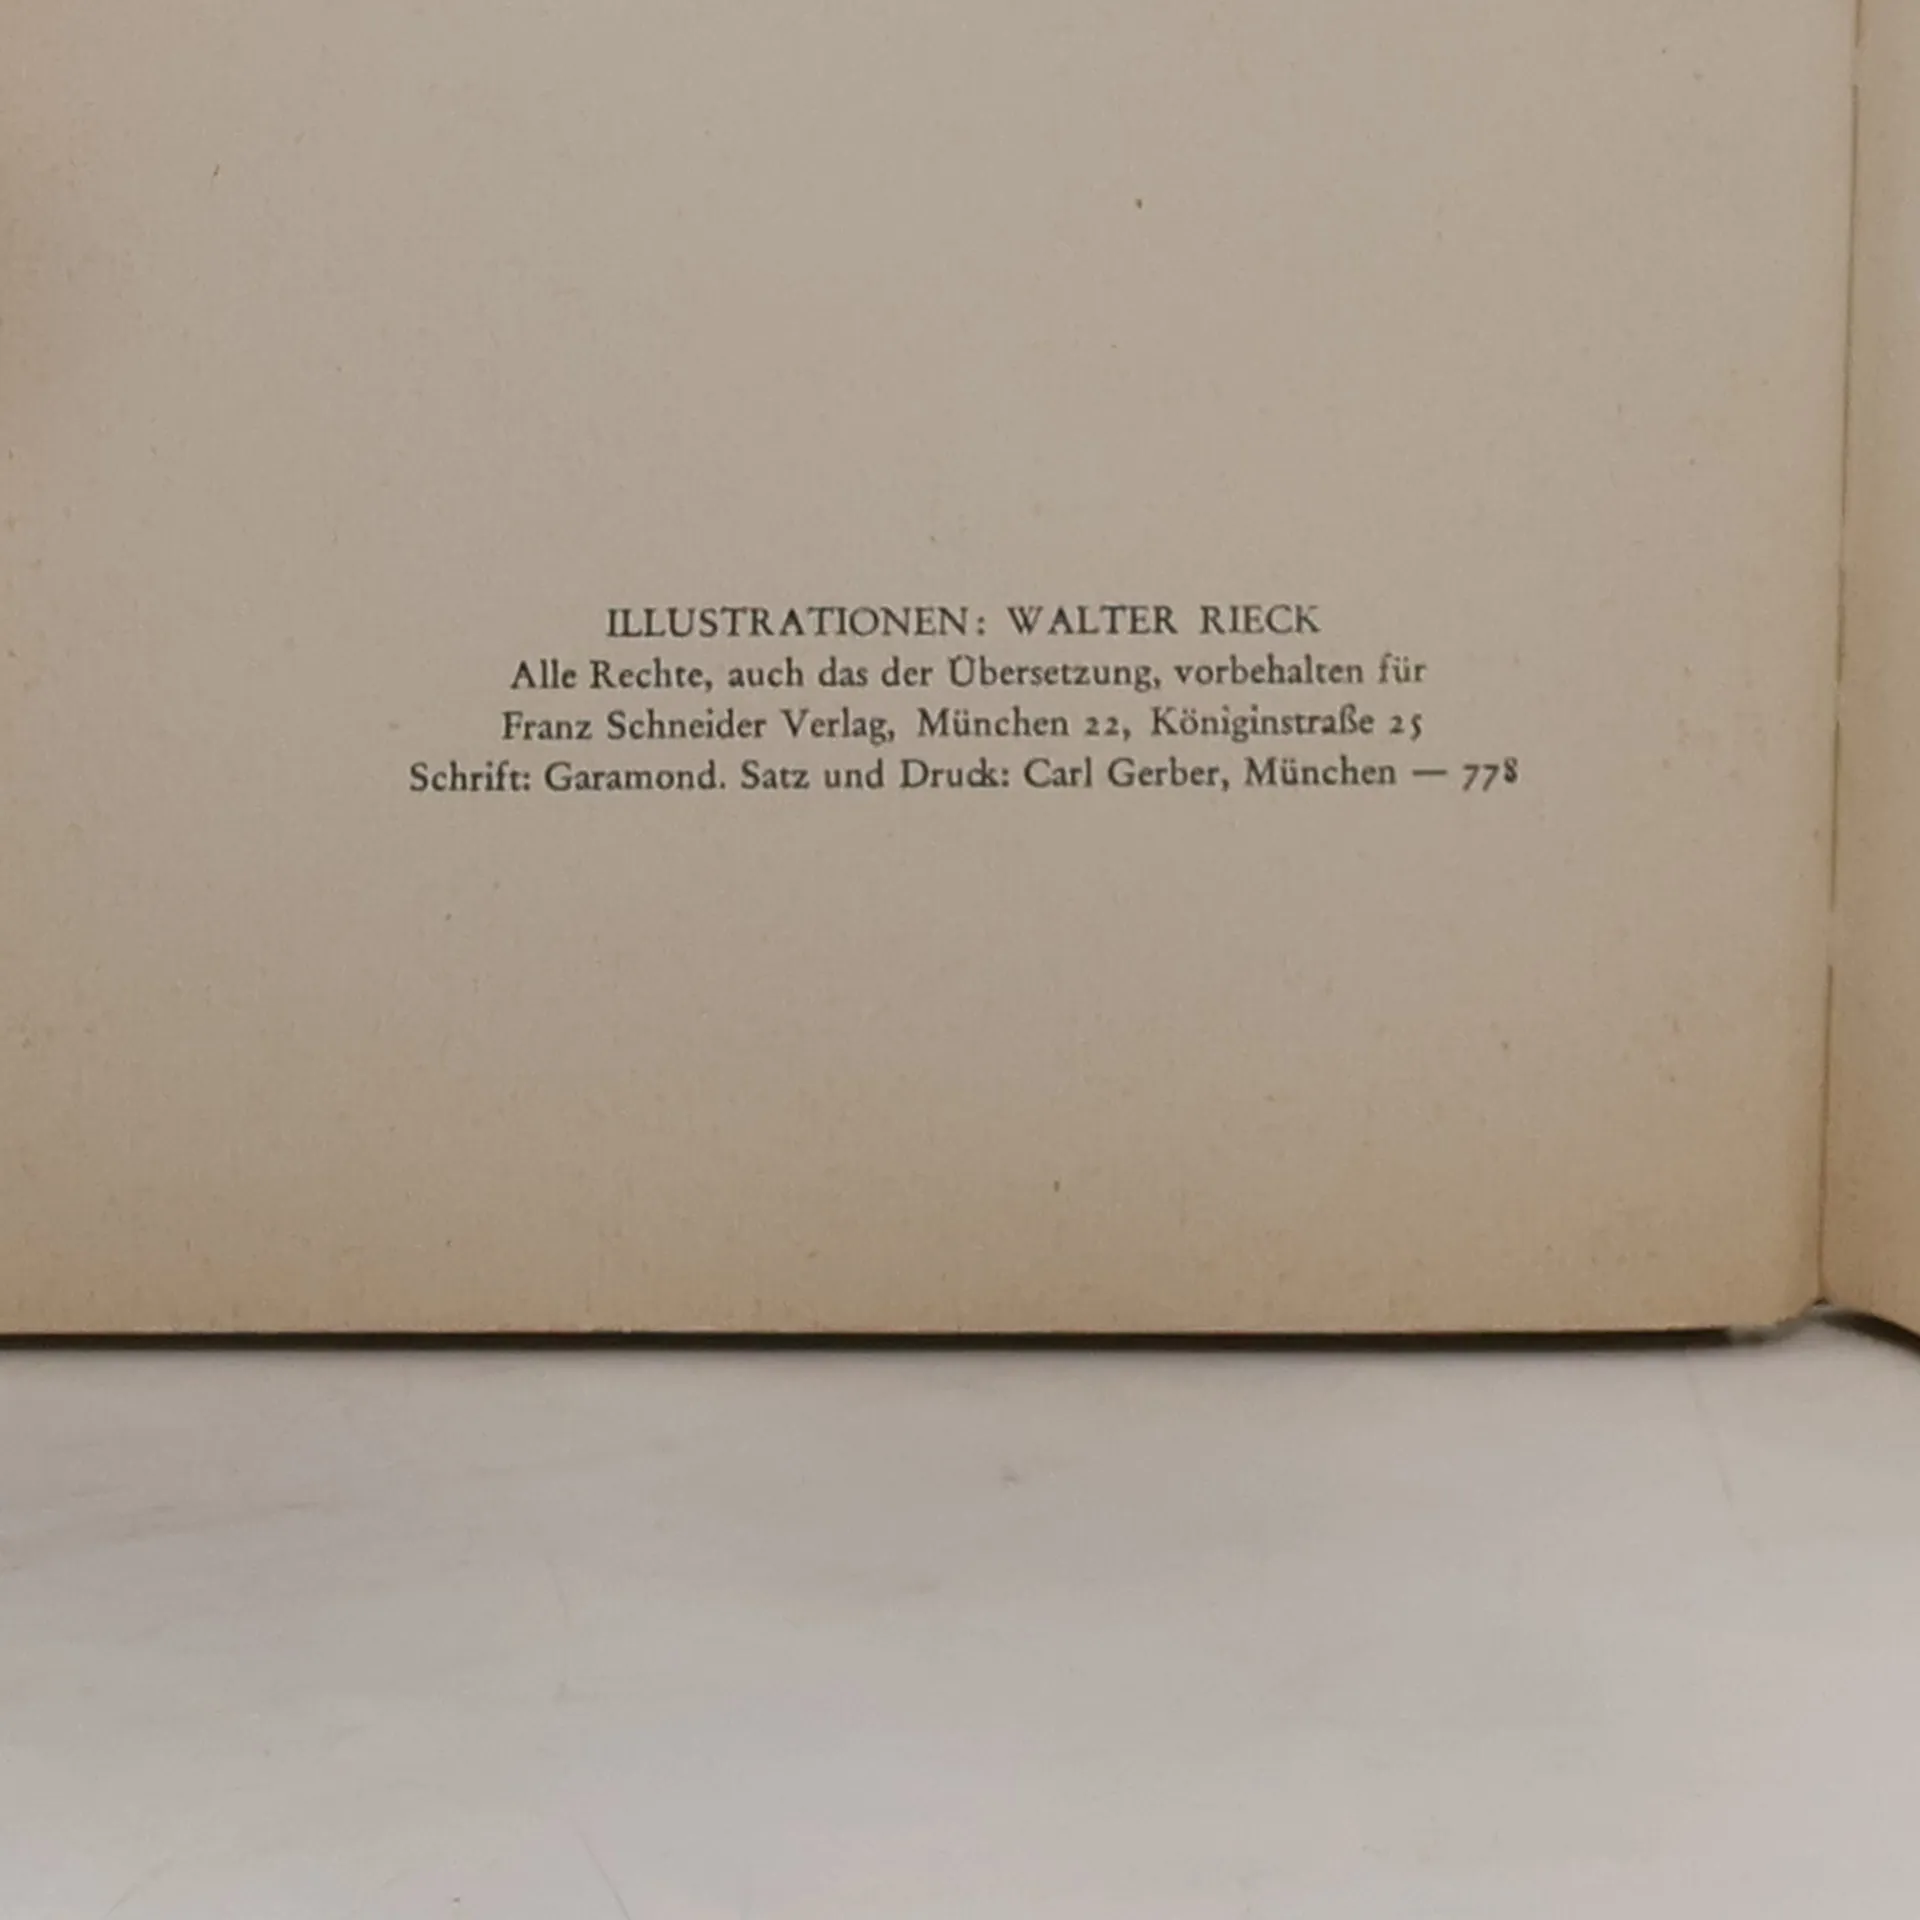 ILLUSTRATIONEN: WALTER RIECK
Alle Rechte, auch das der Übersetzung, vorbehalten für
Franz Schneider Verlag, München 22, Königinstraße 25
Schrift: Garamond. Satz und Druck: Carl Gerber, München — 778